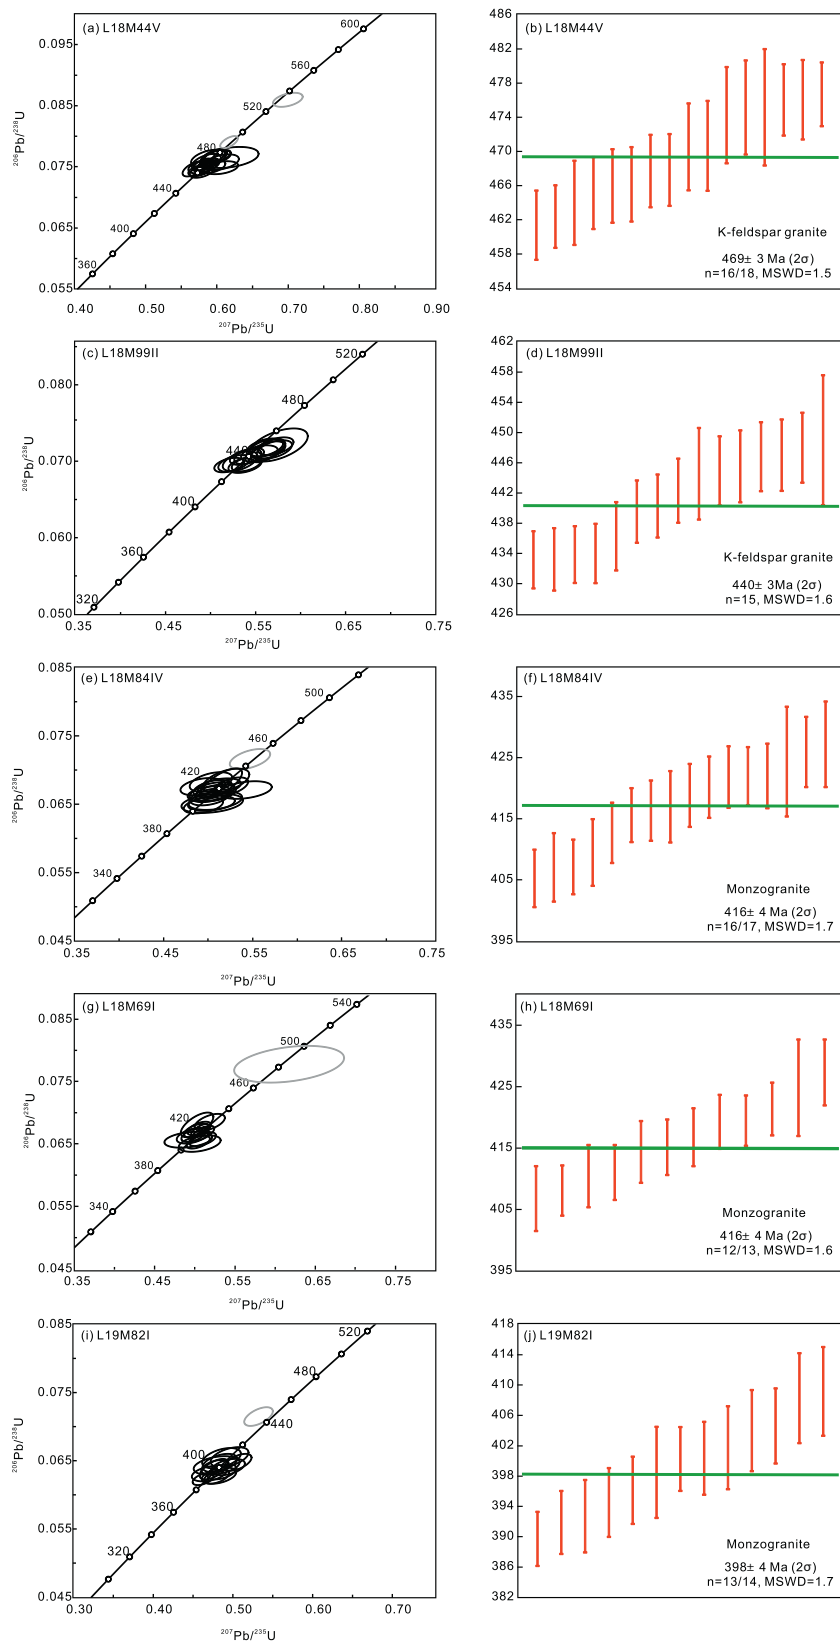 (a) L18M44V
0.095
0.085
0.075
0.065
0.055
206Pb/238U
600
560
520
480
440
400
360
0.40 0.50 0.60 0.70 0.80 0.90
207Pb/235U
(b) L18M44V
486
482
478
474
470
466
462
458
454
K-feldspar granite
469± 3 Ma (2σ)
n=16/18, MSWD=1.5
(c) L18M99II
0.080
0.070
0.060
0.050
206Pb/238U
520
480
440
400
360
320
0.35 0.45 0.55 0.65 0.75
207Pb/235U
(d) L18M99II
462
458
454
450
446
442
438
434
430
426
K-feldspar granite
440± 3Ma (2σ)
n=15, MSWD=1.6
(e) L18M84IV
0.085
0.075
0.065
0.055
0.045
206Pb/238U
500
460
420
380
340
0.35 0.45 0.55 0.65 0.75
207Pb/235U
(f) L18M84IV
435
425
415
405
395
Monzogranite
416± 4 Ma (2σ)
n=16/17, MSWD=1.7
(g) L18M69I
0.085
0.075
0.065
0.055
0.045
206Pb/238U
540
500
460
420
380
340
0.35 0.45 0.55 0.65 0.75
207Pb/235U
(h) L18M69I
435
425
415
405
395
Monzogranite
416± 4 Ma (2σ)
n=12/13, MSWD=1.6
(i) L19M82I
0.085
0.075
0.065
0.055
0.045
206Pb/238U
520
480
440
400
360
320
0.30 0.40 0.50 0.60 0.70
207Pb/235U
(j) L19M82I
418
414
410
406
402
398
394
390
386
382
Monzogranite
398± 4 Ma (2σ)
n=13/14, MSWD=1.7